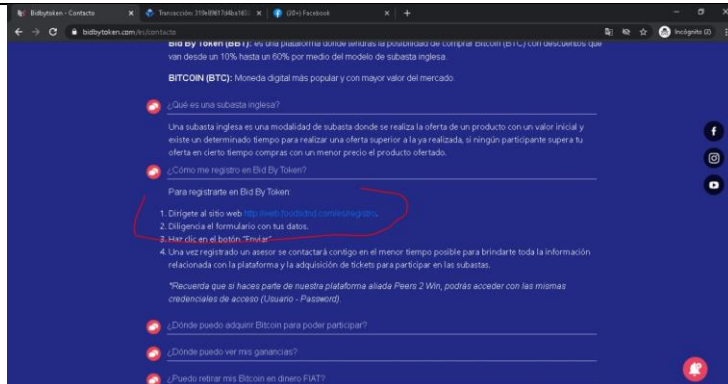 Bidbytoken - Contacto
(20+) Facebook
bidbytoken.com/es/contacto
Incógnito (2)
Bid By Token (BBT): es una plataforma donde tendrás la posibilidad de comprar Bitcoin (BTC) con descuentos que
van desde un 10% hasta un 60% por medio del modelo de subasta inglesa.
BITCOIN (BTC): Moneda digital más popular y con mayor valor del mercado.
¿Qué es una subasta inglesa?
Una subasta inglesa es una modalidad de subasta donde se realiza la oferta de un producto con un valor inicial y
existe un determinado tiempo para realizar una oferta superior a la ya realizada, si ningún participante supera tu
oferta en cierto tiempo compras con un menor precio el producto ofertado.
¿Cómo me registro en Bid By Token?
Para registrarte en Bid By Token:
1. Dirígete al sitio web
2. Diligencia el formulario con tus datos.
3. Haz clic en el botón "Enviar"
4. Una vez registrado un asesor se contactará contigo en el menor tiempo posible para brindarte toda la información
relacionada con la plataforma y la adquisición de tickets para participar en las subastas.
*Recuerda que si haces parte de nuestra plataforma aliada Peers 2 Win, podrás acceder con las mismas
credenciales de acceso (Usuario - Password).
¿Dónde puedo adquirir Bitcoin para poder participar?
¿Dónde puedo ver mis ganancias?
¿Puedo retirar mis Bitcoin en dinero FIAT?